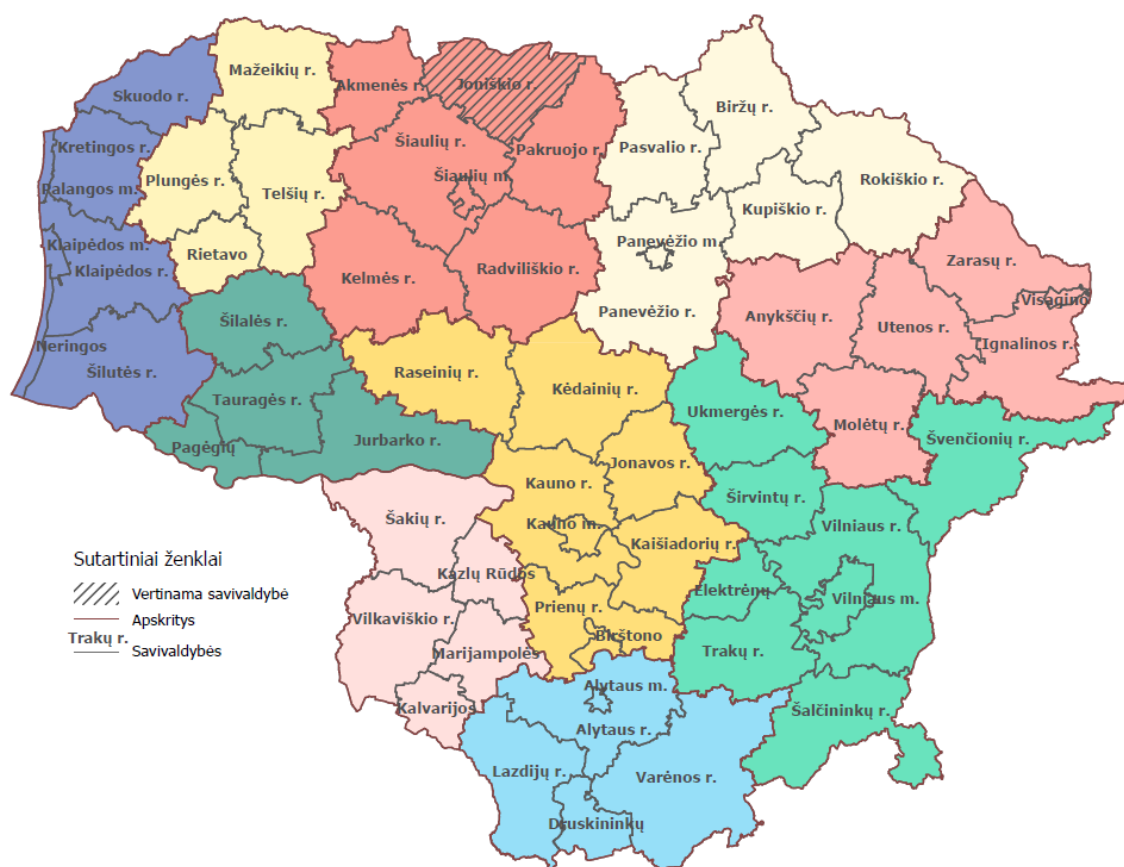 Mažeikių r.
Skuodo r.
Akmenės r.
Joniškio r.
Biržų r.
Kretingos r.
Šiaulių r.
Pakruojo r.
Pasvalio r.
Plungės r.
Palangos m.
Telšių r.
Šiaulių m.
Rokiškio r.
Kupiškio r.
Klaipėdos m.
Rietavo
Panevėžio m.
Klaipėdos r.
Kelmės r.
Radviliškio r.
Zarasų r.
Visagino
Šilalės r.
Panevėžio r.
Anykščių r.
Utenos r.
Ignalinos r.
Neringos
Šilutės r.
Raseinių r.
Kėdainių r.
Tauragės r.
Ukmergės r.
Molėtų r.
Švenčionių r.
Pagėgių
Jurbarko r.
Jonavos r.
Kauno r.
Širvintų r.
Šakių r.
Kauno m.
Vilniaus r.
Kaišiadorių r.
Kazlų Rūdos
Elektrėnų
Vilniaus m.
Prienų r.
Vilkaviškio r.
Birštono
Marijampolės
Trakų r.
Alytaus m.
Kalvarijos
Šalčininkų r.
Alytaus r.
Lazdijų r.
Varėnos r.
Druskininkų
Sutartiniai ženklai
Vertinama savivaldybė
Apskritys
Trakų r. Savivaldybės